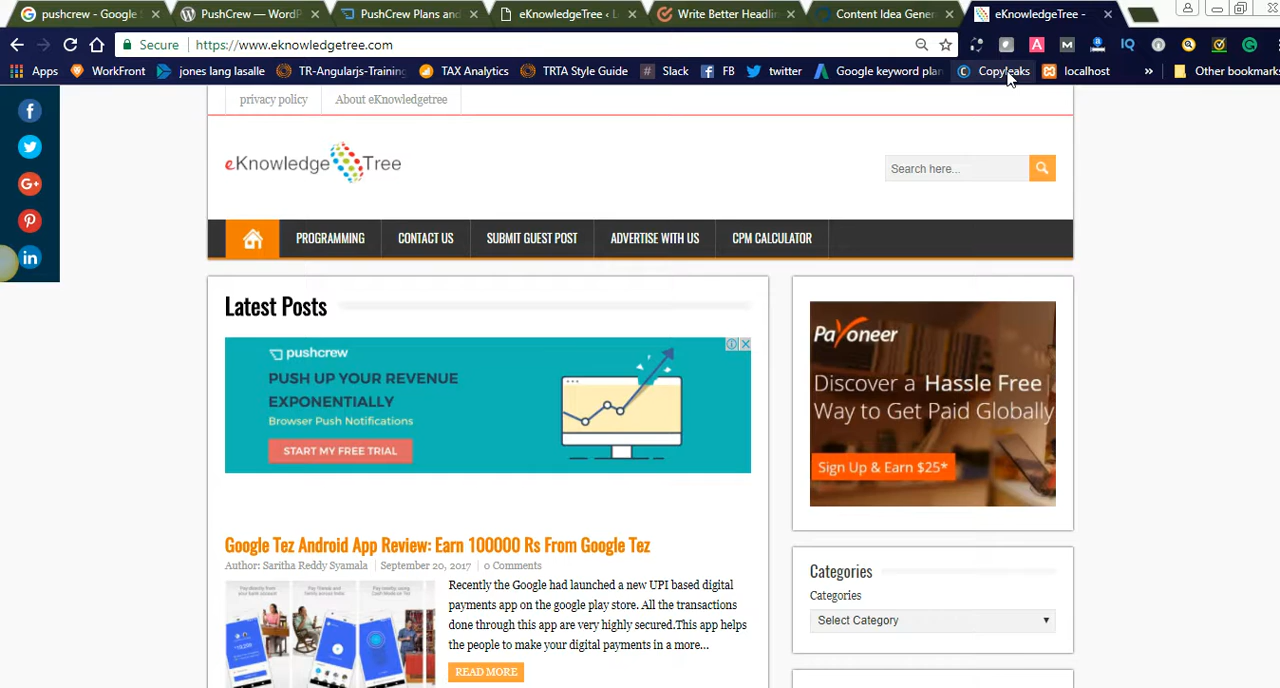 pushcrew - Google S
PushCrew — WordP
PushCrew Plans and
eKnowledgeTree ‹ L
Write Better Headlin
Content Idea Gener
eKnowledgeTree -
Secure
https://www.eknowledgetree.com
Apps
WorkFront
jones lang lasalle
TR-Angularjs-Training
TAX Analytics
TRTA Style Guide
Slack
FB
twitter
Google keyword plan
Copyleaks
localhost
»
Other bookmarks
privacy policy
About eKnowledgetree
eKnowledge Tree
Search here...
PROGRAMMING
CONTACT US
SUBMIT GUEST POST
ADVERTISE WITH US
CPM CALCULATOR
Latest Posts
pushcrew
PUSH UP YOUR REVENUE
EXPONENTIALLY
Browser Push Notifications
START MY FREE TRIAL
Payoneer
Discover a Hassle Free
Way to Get Paid Globally
Sign Up & Earn $25*
Google Tez Android App Review: Earn 100000 Rs From Google Tez
Author: Saritha Reddy Syamala
September 20, 2017
0 Comments
Recently the Google had launched a new UPI based digital
payments app on the google play store. All the transactions
done through this app are very highly secured.This app helps
the people to make your digital payments in a more...
READ MORE
Categories
Categories
Select Category